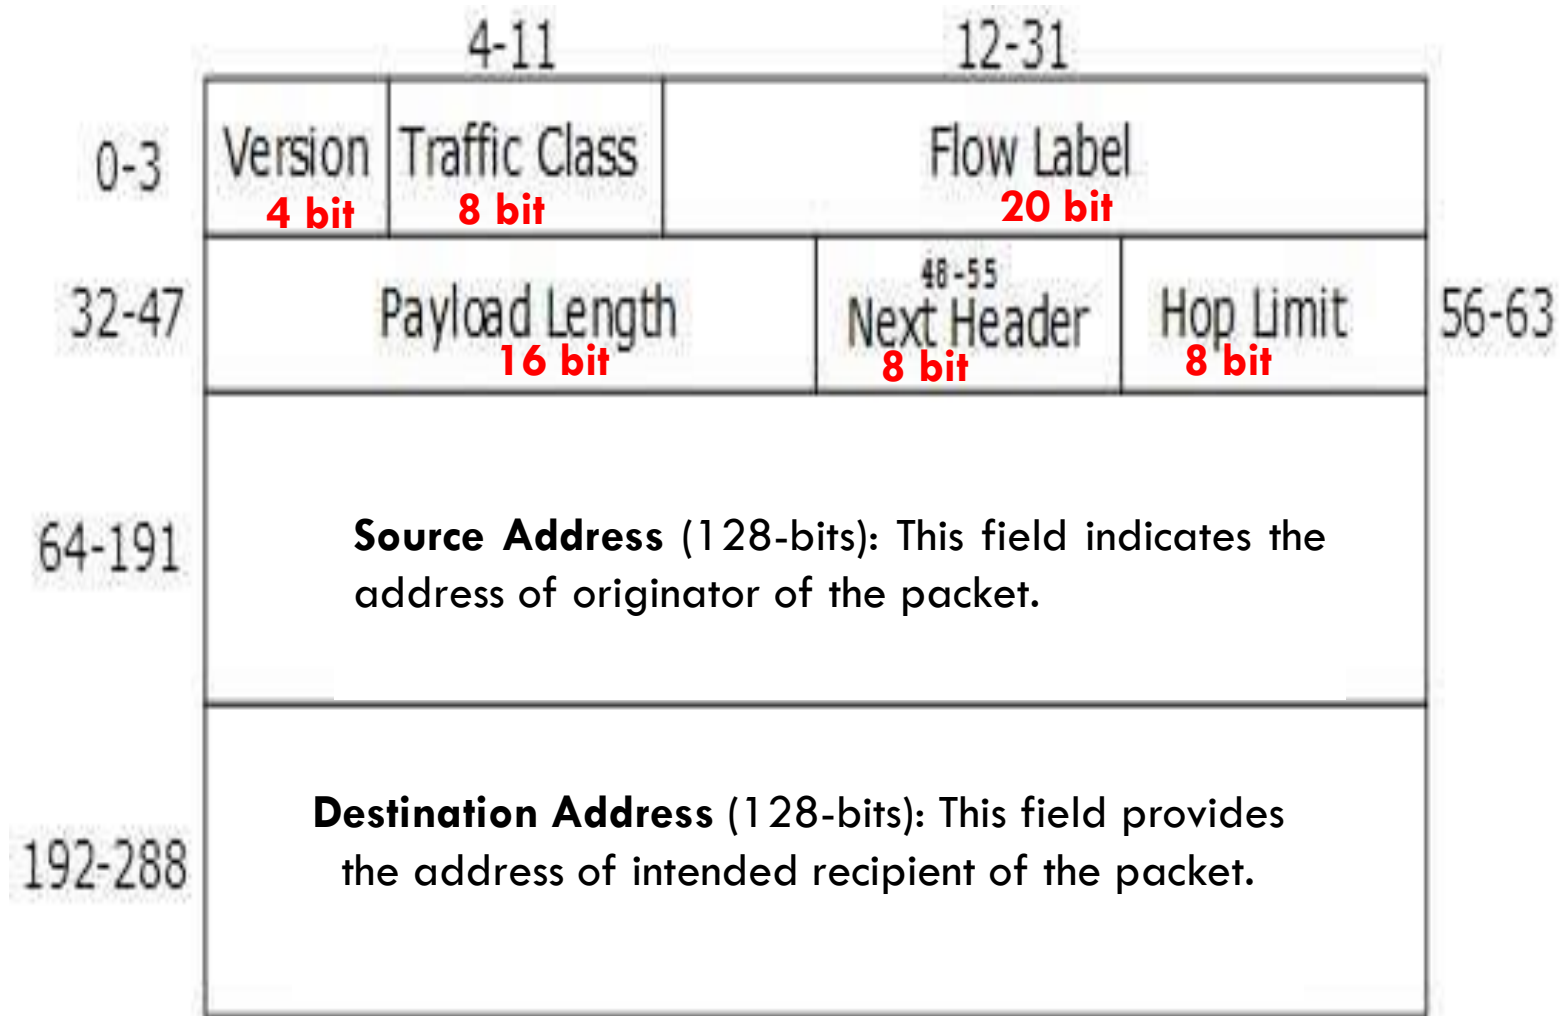 4-11 12-31
0-3 Version Traffic Class Flow Label
4 bit 8 bit 20 bit
48-55
32-47 Payload Length Next Header Hop Limit 56-63
16 bit 8 bit 8 bit
64-191
Source Address (128-bits): This field indicates the
address of originator of the packet.
192-288
Destination Address (128-bits): This field provides
the address of intended recipient of the packet.